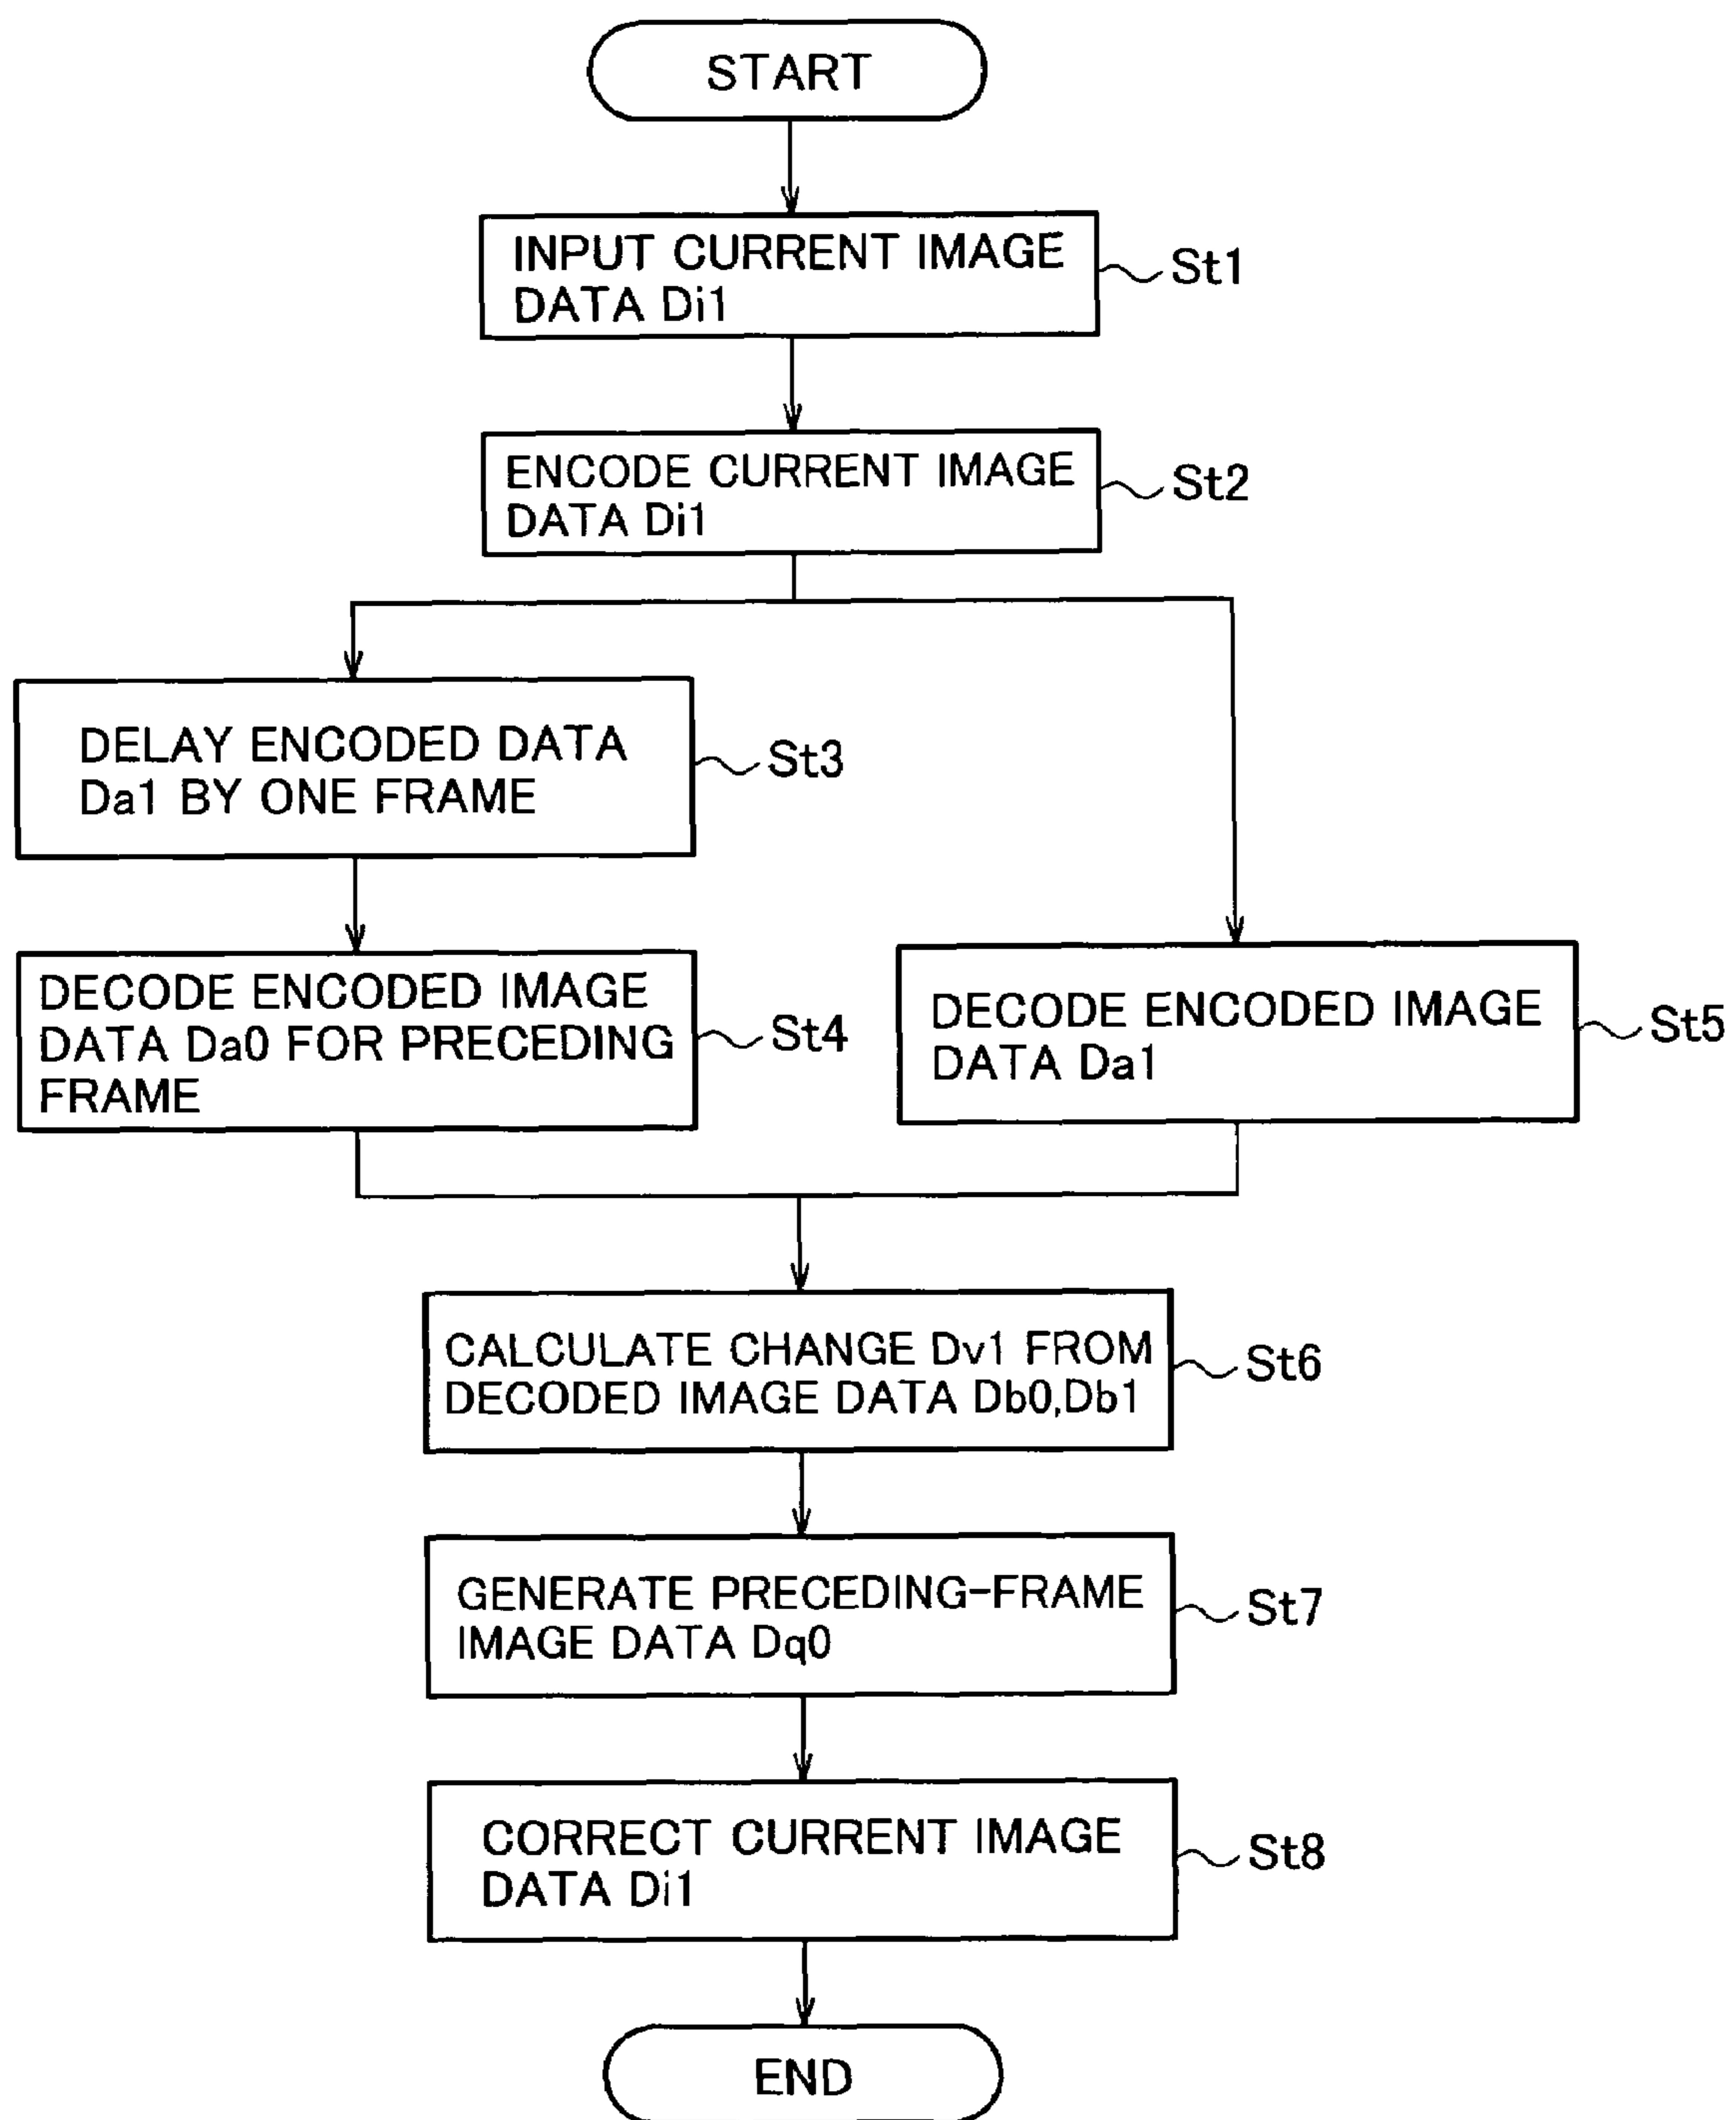 START
INPUT CURRENT IMAGE
DATA Di1
St1
ENCODE CURRENT IMAGE
DATA Di1
St2
DELAY ENCODED DATA
Da1 BY ONE FRAME
St3
DECODE ENCODED IMAGE
DATA Da0 FOR PRECEDING
FRAME
St4
DECODE ENCODED IMAGE
DATA Da1
St5
CALCULATE CHANGE Dv1 FROM
DECODED IMAGE DATA Db0,Db1
St6
GENERATE PRECEDING-FRAME
IMAGE DATA Dq0
St7
CORRECT CURRENT IMAGE
DATA Di1
St8
END